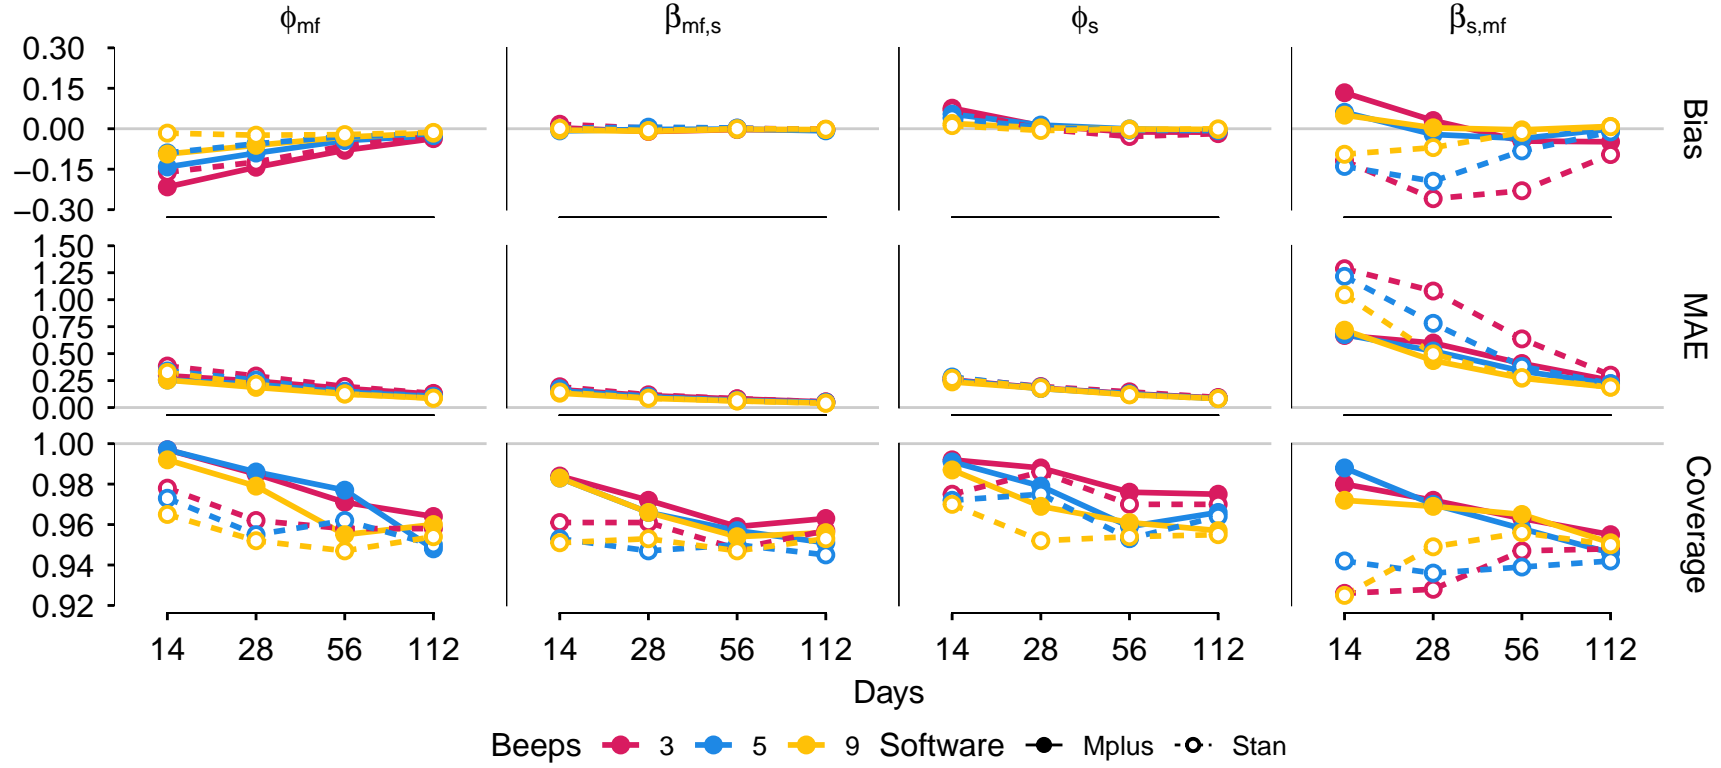 ϕmf βmf,s ϕs βs,mf
0.30
0.15
0.00
−0.15
−0.30
Bias
1.50
1.25
1.00
0.75
0.50
0.25
0.00
MAE
1.00
0.98
0.96
0.94
0.92
Coverage
14 28 56 112 14 28 56 112 14 28 56 112 14 28 56 112
Days
Beeps 3 5 9 Software Mplus Stan